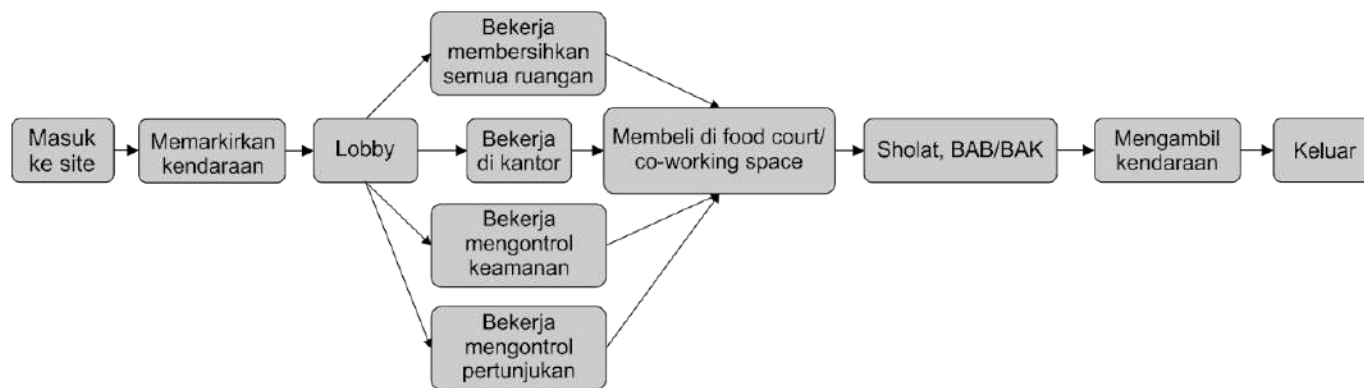 Masuk
ke site
Memarkirkan
kendaraan
Lobby
Bekerja
membersihkan
semua ruangan
Bekerja
di kantor
Bekerja
mengontrol
keamanan
Bekerja
mengontrol
pertunjukan
Membeli di food court/
co-working space
Sholat, BAB/BAK
Mengambil
kendaraan
Keluar